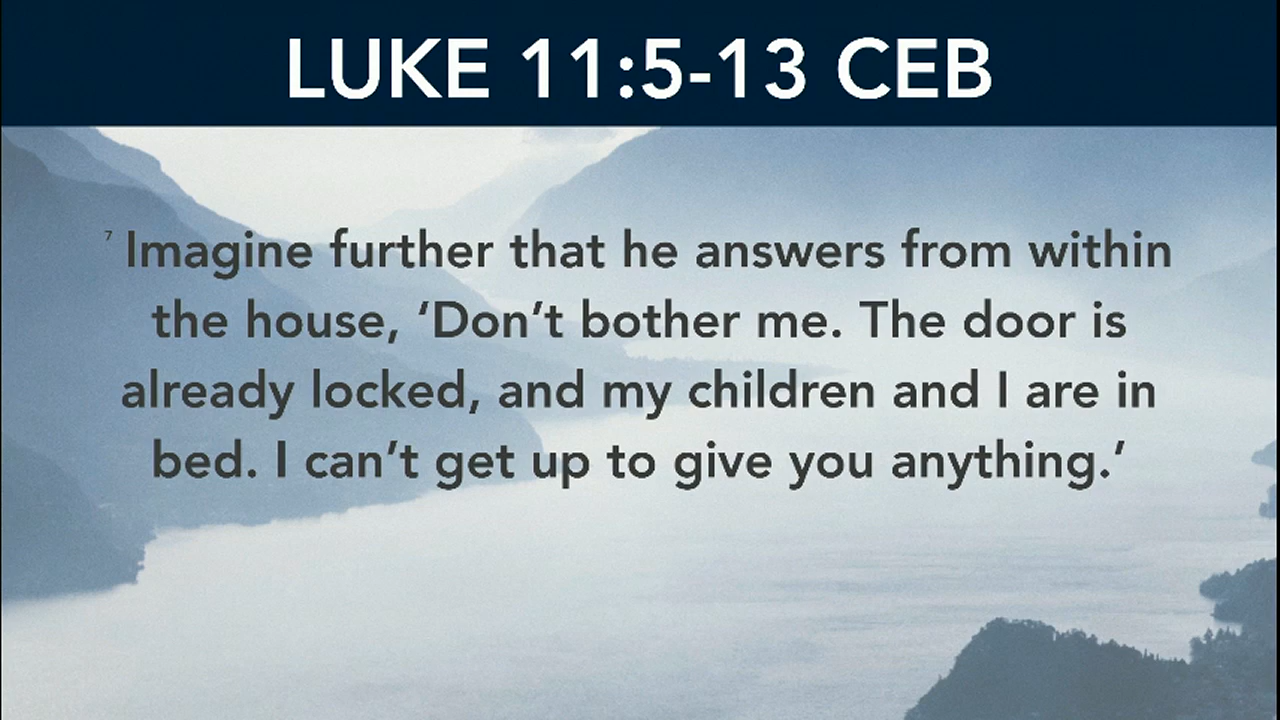 LUKE 11:5-13 CEB
7 Imagine further that he answers from within
the house, ‘Don’t bother me. The door is
already locked, and my children and I are in
bed. I can’t get up to give you anything.’